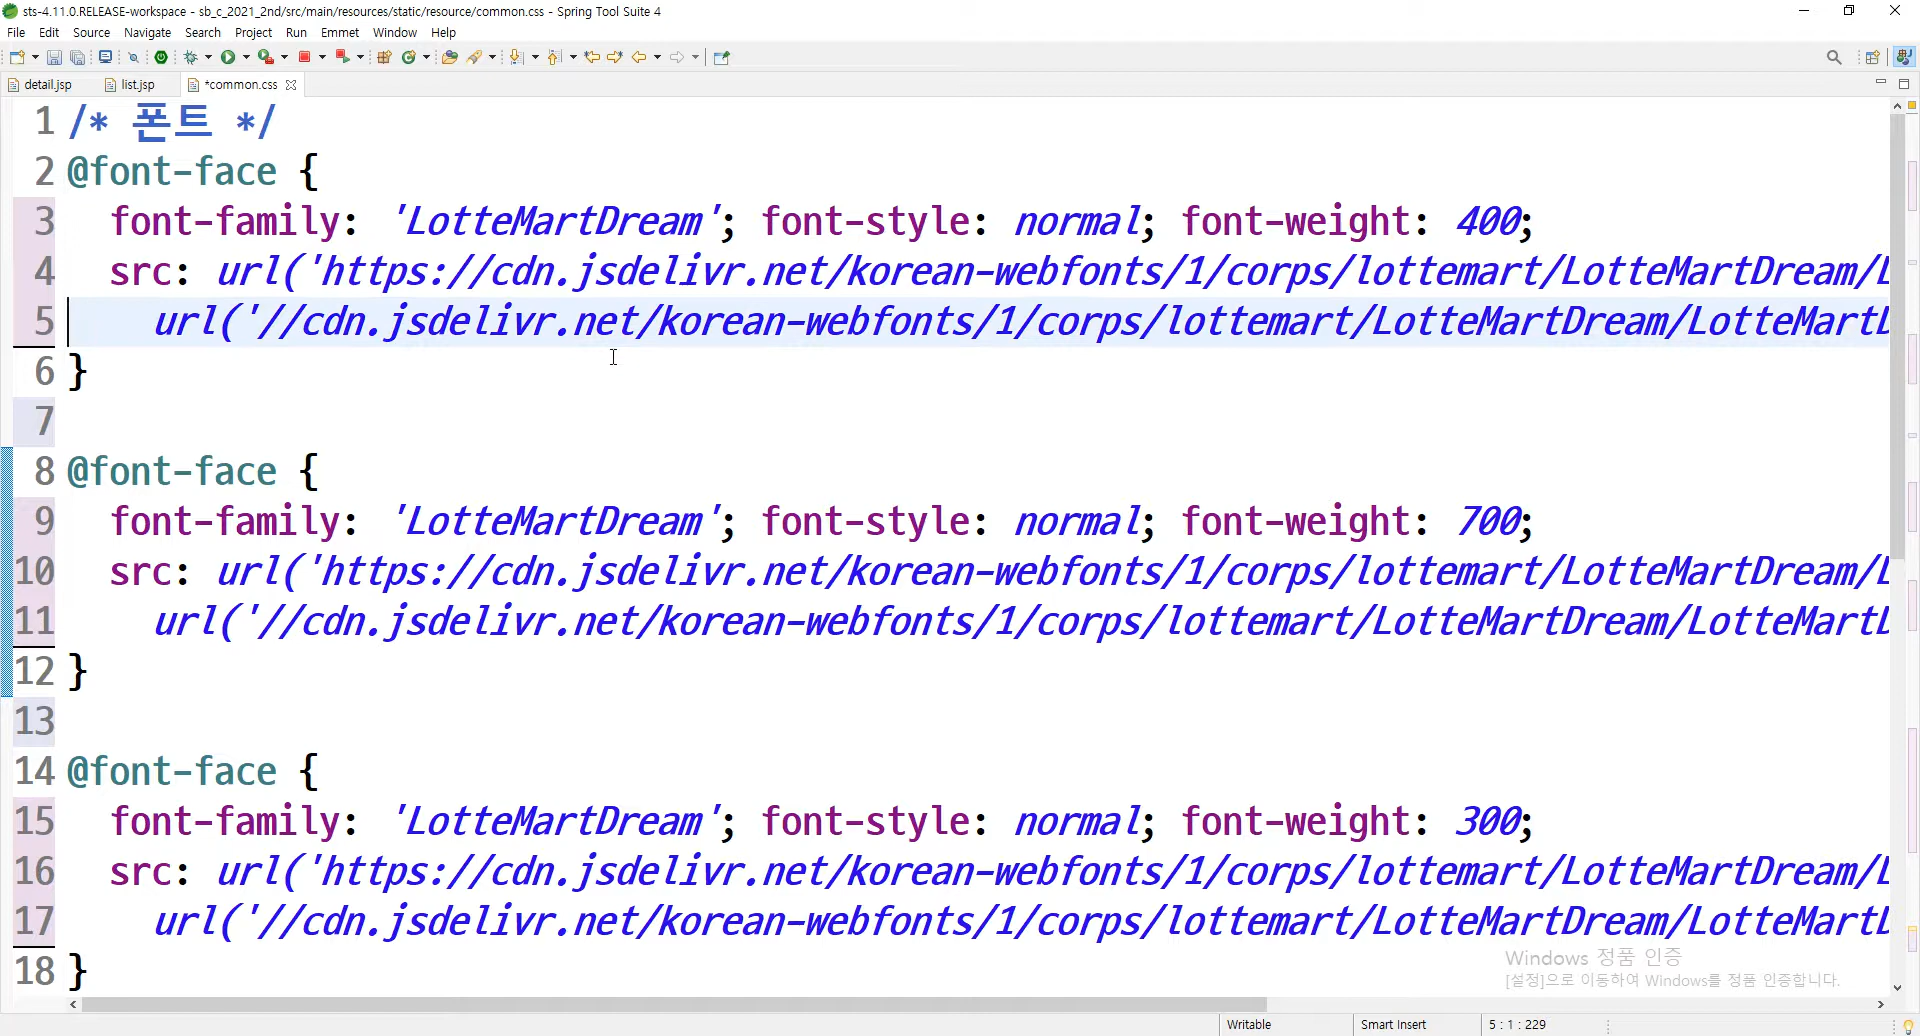 sts-4.11.0.RELEASE-workspace - sb_c_2021_2nd/src/main/resources/static/resource/common.css - Spring Tool Suite 4
File Edit Source Navigate Search Project Run Emmet Window Help
detail.jsp list.jsp *common.css
1 /* 폰트 */
2 @font-face {
3 font-family: 'LotteMartDream'; font-style: normal; font-weight: 400;
4 src: url('https://cdn.jsdelivr.net/korean-webfonts/1/corps/lottemart/LotteMartDream/L
5 url('//cdn.jsdelivr.net/korean-webfonts/1/corps/lottemart/LotteMartDream/LotteMartD
6 }
7
8 @font-face {
9 font-family: 'LotteMartDream'; font-style: normal; font-weight: 700;
10 src: url('https://cdn.jsdelivr.net/korean-webfonts/1/corps/lottemart/LotteMartDream/L
11 url('//cdn.jsdelivr.net/korean-webfonts/1/corps/lottemart/LotteMartDream/LotteMartD
12 }
13
14 @font-face {
15 font-family: 'LotteMartDream'; font-style: normal; font-weight: 300;
16 src: url('https://cdn.jsdelivr.net/korean-webfonts/1/corps/lottemart/LotteMartDream/L
17 url('//cdn.jsdelivr.net/korean-webfonts/1/corps/lottemart/LotteMartDream/LotteMartD
18 }
Windows 정품 인증
[설정]으로 이동하여 Windows를 정품 인증합니다.
Writable Smart Insert 5 : 1 : 229